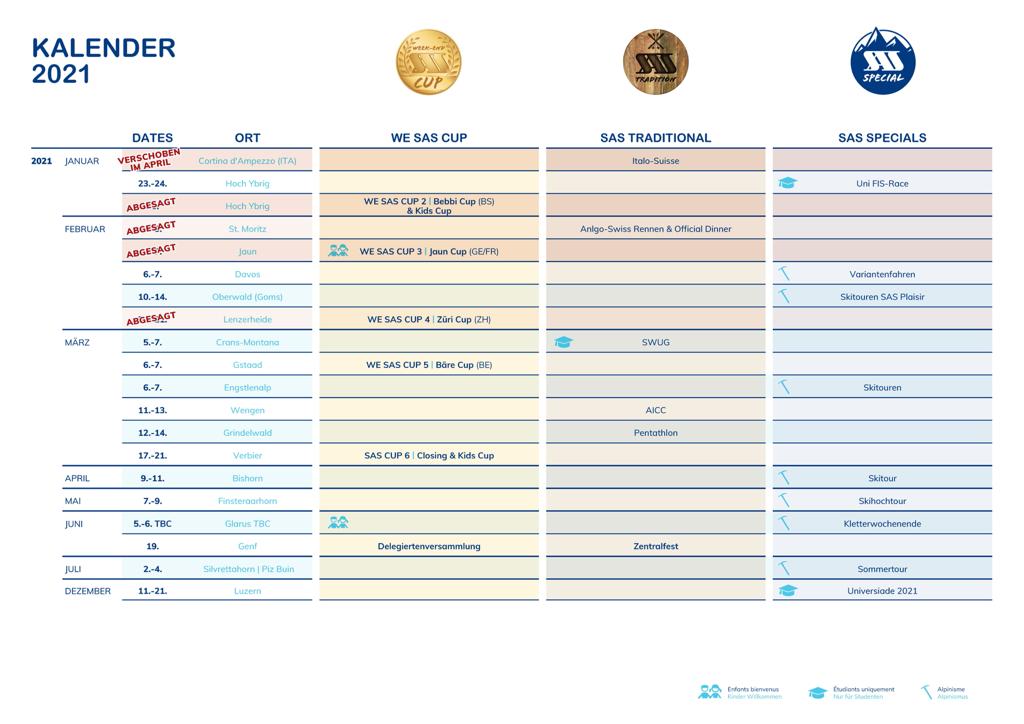 KALENDER
2021
WEEK-END
SAS
CUP
SAS
TRADITION
SAS
SPECIAL
DATES ORT WE SAS CUP SAS TRADITIONAL SAS SPECIALS
2021 JANUAR VERSCHOBEN IM APRIL Cortina d'Ampezzo (ITA) Italo-Suisse
23.-24. Hoch Ybrig Uni FIS-Race
ABGESAGT Hoch Ybrig WE SAS CUP 2 | Bebbi Cup (BS)
& Kids Cup
FEBRUAR ABGESAGT St. Moritz Anlgo-Swiss Rennen & Official Dinner
ABGESAGT Jaun WE SAS CUP 3 | Jaun Cup (GE/FR)
6.-7. Davos Variantenfahren
10.-14. Oberwald (Goms) Skitouren SAS Plaisir
ABGESAGT Lenzerheide WE SAS CUP 4 | Züri Cup (ZH)
MÄRZ 5.-7. Crans-Montana SWUG
6.-7. Gstaad WE SAS CUP 5 | Bäre Cup (BE)
6.-7. Engstlenalp Skitouren
11.-13. Wengen AICC
12.-14. Grindelwald Pentathlon
17.-21. Verbier SAS CUP 6 | Closing & Kids Cup
APRIL 9.-11. Bishorn Skitour
MAI 7.-9. Finsteraarhorn Skihochtour
JUNI 5.-6. TBC Glarus TBC Kletterwochenende
19. Genf Delegiertenversammlung Zentralfest
JULI 2.-4. Silvrettahorn | Piz Buin Sommertour
DEZEMBER 11.-21. Luzern Universiade 2021
Enfants bienvenus Étudiants uniquement Alpinisme
Kinder Willkommen Nur für Studenten Alpinismus